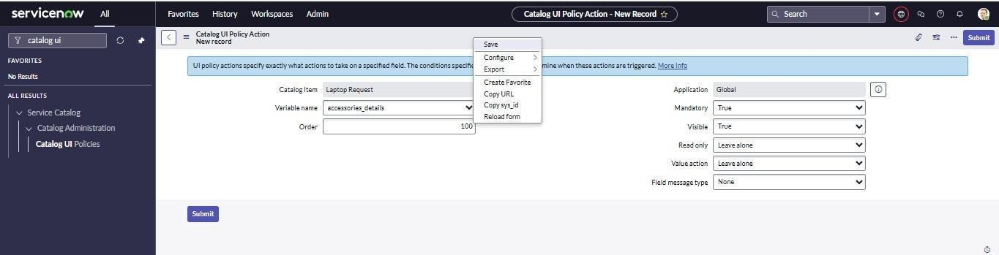 servicenow All Favorites History Workspaces Admin Catalog UI Policy Action - New Record Search
catalog ui
FAVORITES
No Results
ALL RESULTS
Service Catalog
Catalog Administration
Catalog UI Policies
Catalog UI Policy Action
New record
Submit
UI policy actions specify exactly what actions to take on a specified field. The conditions specifie
mine when these actions are triggered. More Info
Save
Configure
Export
Create Favorite
Copy URL
Copy sys_id
Reload form
Catalog Item Laptop Request
Variable name accessories_details
Order 100
Application Global
Mandatory True
Visible True
Read only Leave alone
Value action Leave alone
Field message type None
Submit